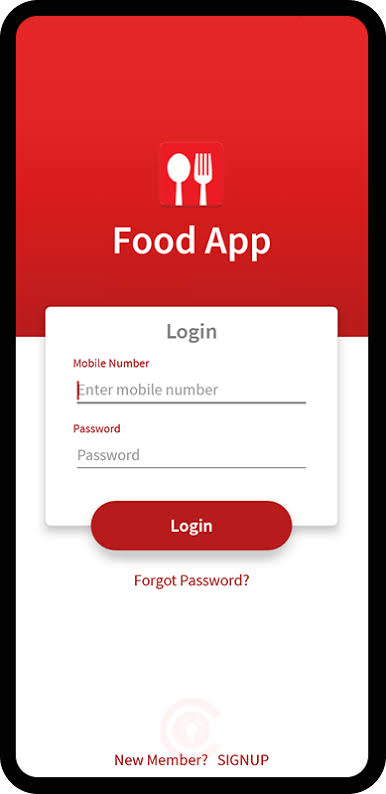 Food App
Login
Mobile Number
Enter mobile number
Password
Password
Login
Forgot Password?
New Member? SIGNUP